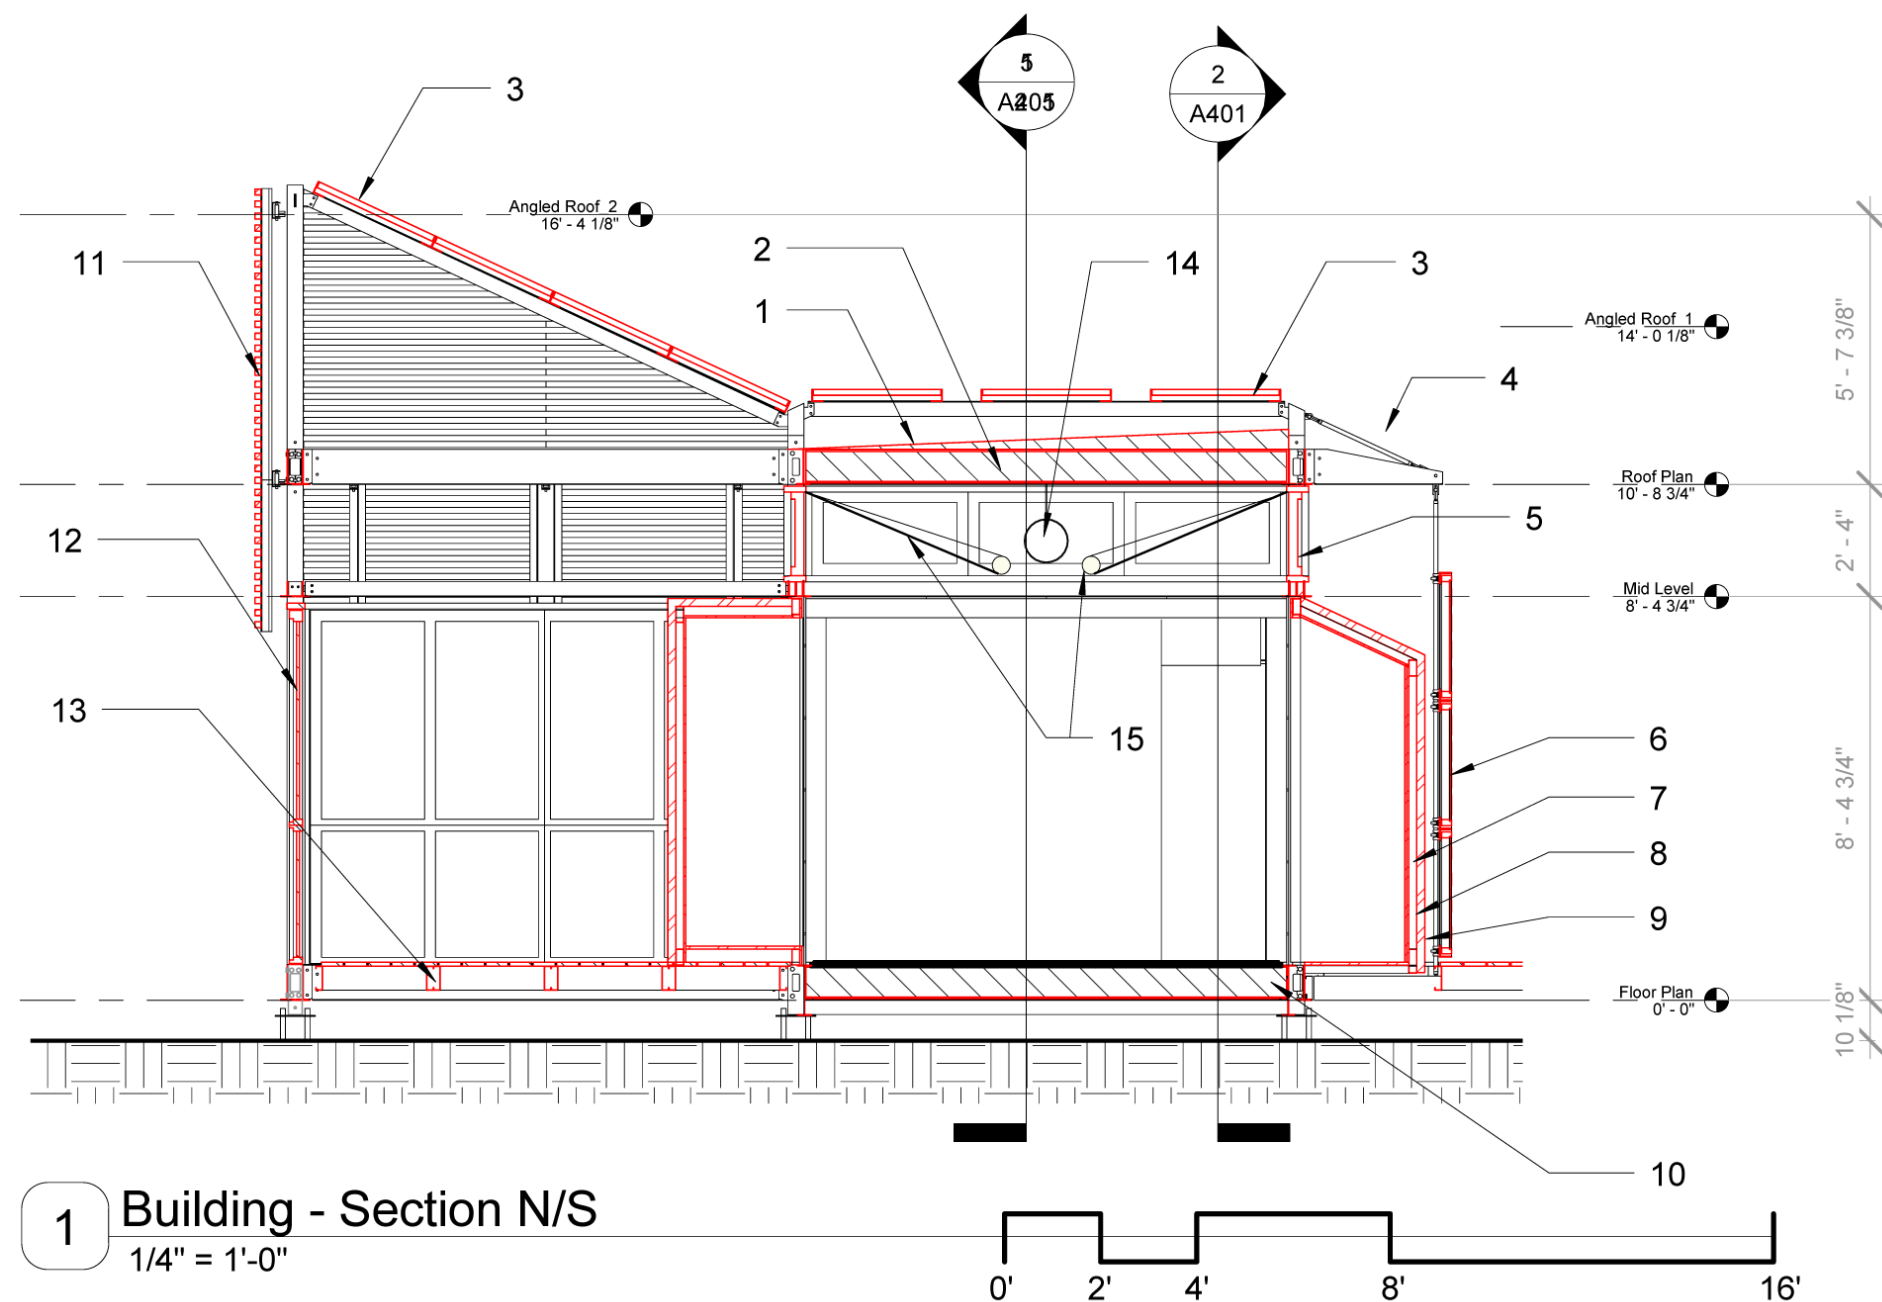 3
2
A401
Angled Roof 2
16' - 4 1/8"
11
2
14
3
1
Angled Roof 1
14' - 0 1/8"
5' - 7 3/8"
4
Roof Plan
10' - 8 3/4"
5
12
2' - 4"
Mid Level
8' - 4 3/4"
13
15
6
7
8' - 4 3/4"
8
9
Floor Plan
0' - 0"
10 1/8"
10
1
Building - Section N/S
1/4" = 1'-0"
0' 2' 4' 8' 16'